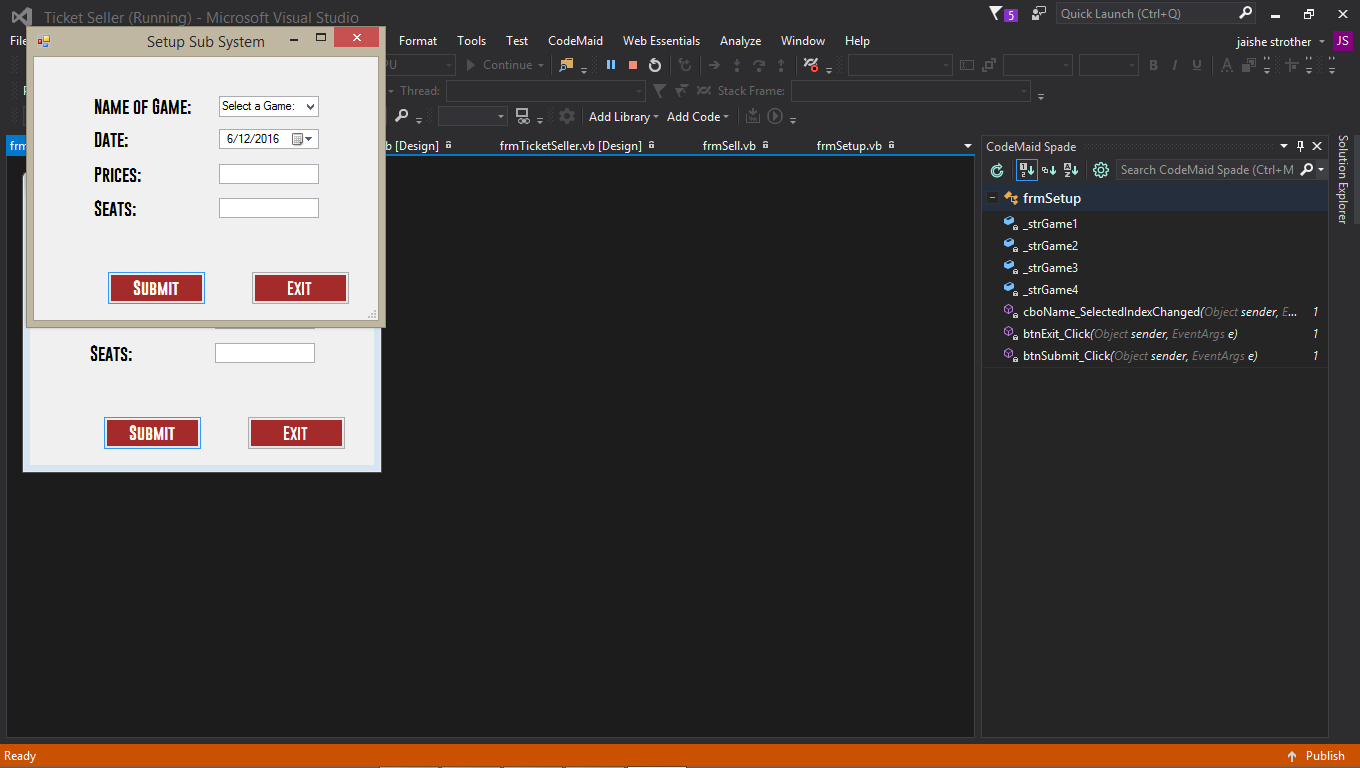 Ticket Seller (Running) - Microsoft Visual Studio
5
Quick Launch (Ctrl+Q)
Setup Sub System
Format Tools Test CodeMaid Web Essentials Analyze Window Help
jaishe strother
JS
Continue
Thread:
Stack Frame:
Add Library
Add Code
[Design]
frmTicketSeller.vb [Design]
frmSell.vb
frmSetup.vb
NAME OF GAME:
Select a Game:
DATE:
6/12/2016
PRICES:
SEATS:
SUBMIT
EXIT
SEATS:
SUBMIT
EXIT
CodeMaid Spade
Search CodeMaid Spade (Ctrl+M
frmSetup
_strGame1
_strGame2
_strGame3
_strGame4
cboName_SelectedIndexChanged(Object sender, E... 1
btnExit_Click(Object sender, EventArgs e) 1
btnSubmit_Click(Object sender, EventArgs e) 1
Solution Explorer
Ready
Publish